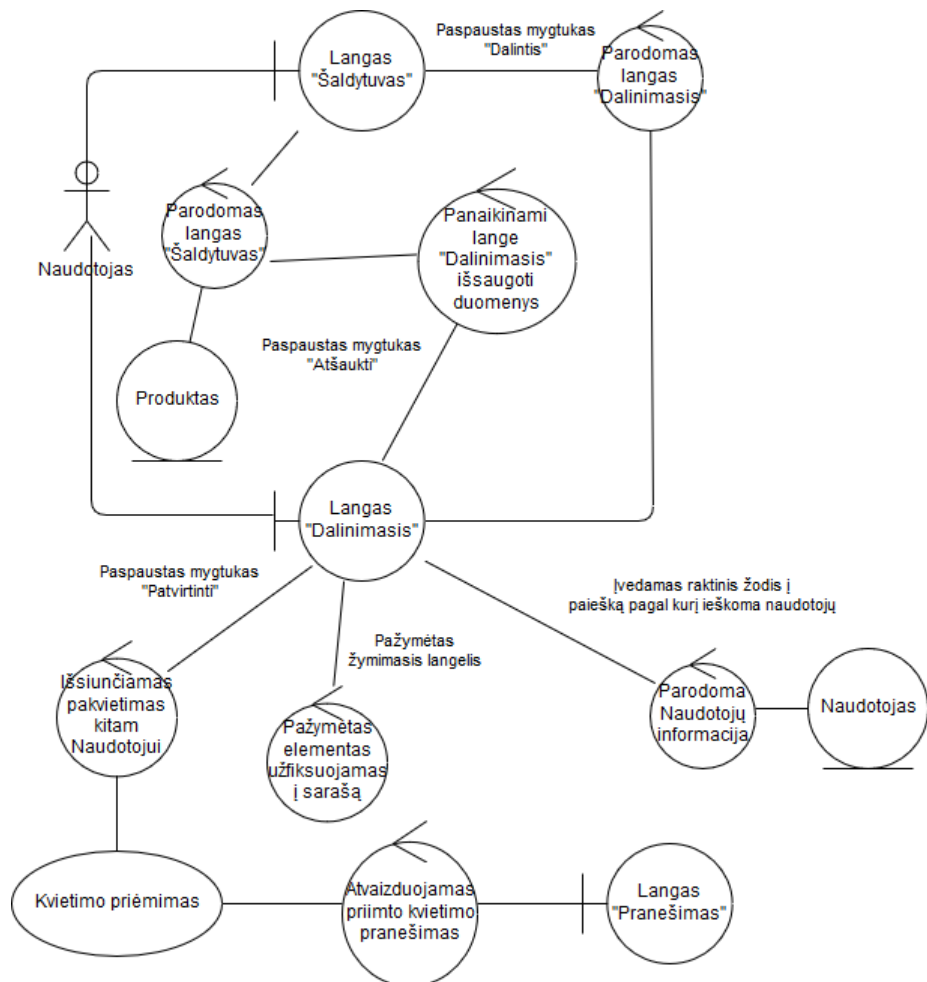 Langas
"Šaldytuvas"
Paspaustas mygtukas
"Dalintis"
Parodomas
langas
"Dalinimasis"
Naudotojas
Parodomas
langas
"Šaldytuvas"
Panaikinami
lange
"Dalinimasis"
išsaugoti
duomenys
Paspaustas mygtukas
"Atšaukti"
Produktas
Langas
"Dalinimasis"
Paspaustas mygtukas
"Patvirtinti"
Pažymėtas
žymimasis langelis
Įvedamas raktinis žodis į
paiešką pagal kurį ieškoma naudotojų
Išsiunčiamas
pakvietimas
kitam
Naudotojui
Pažymėtas
elementas
užfiksuojamas
į sarašą
Parodoma
Naudotojų
informacija
Naudotojas
Kvietimo priėmimas
Atvaizduojamas
priimto kvietimo
pranešimas
Langas
"Pranešimas"